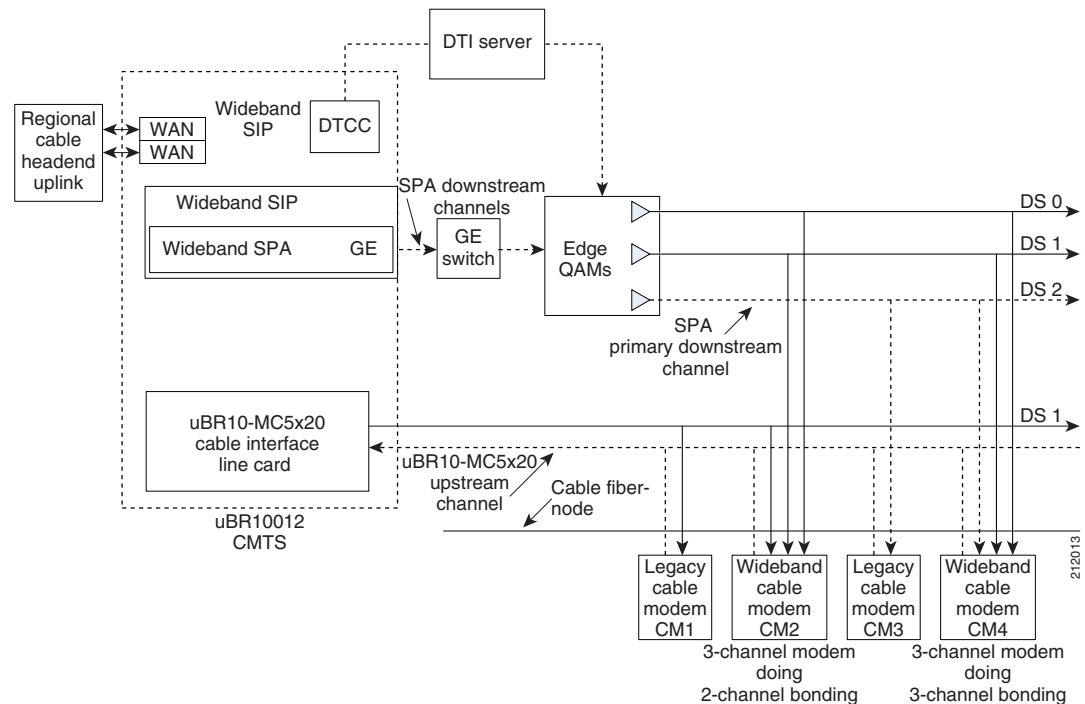 DTI server
Regional
cable
headend
uplink
WAN
WAN
Wideband
SIP
DTCC
SPA downstream
channels
Wideband SIP
Wideband SPA GE
GE
switch
Edge
QAMs
DS 0
DS 1
DS 2
SPA
primary downstream
channel
uBR10-MC5x20
cable interface
line card
DS 1
uBR10-MC5x20
upstream
channel
Cable fiber-
node
uBR10012
CMTS
Legacy
cable
modem
CM1
Wideband
cable
modem
CM2
Legacy
cable
modem
CM3
Wideband
cable
modem
CM4
3-channel modem
doing
2-channel bonding
3-channel modem
doing
3-channel bonding
212013